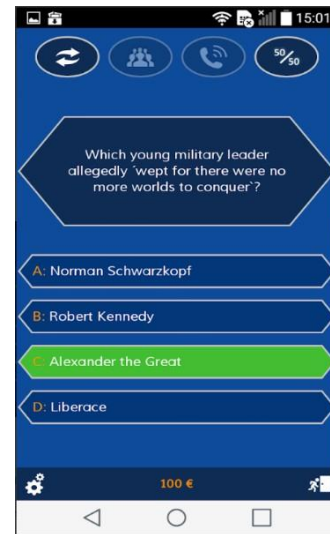 15:01
50/50
Which young military leader
allegedly ´wept for there were no
more worlds to conquer`?
A: Norman Schwarzkopf
B: Robert Kennedy
C: Alexander the Great
D: Liberace
100 €